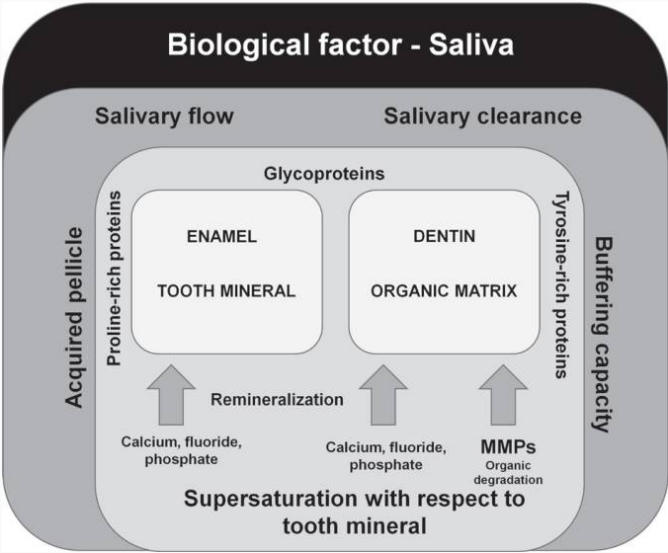 Biological factor - Saliva
Salivary flow
Salivary clearance
Acquired pellicle
Buffering capacity
Glycoproteins
Proline-rich proteins
Tyrosine-rich proteins
ENAMEL
TOOTH MINERAL
DENTIN
ORGANIC MATRIX
Remineralization
Calcium, fluoride,
phosphate
Calcium, fluoride,
phosphate
MMPs
Organic
degradation
Supersaturation with respect to
tooth mineral